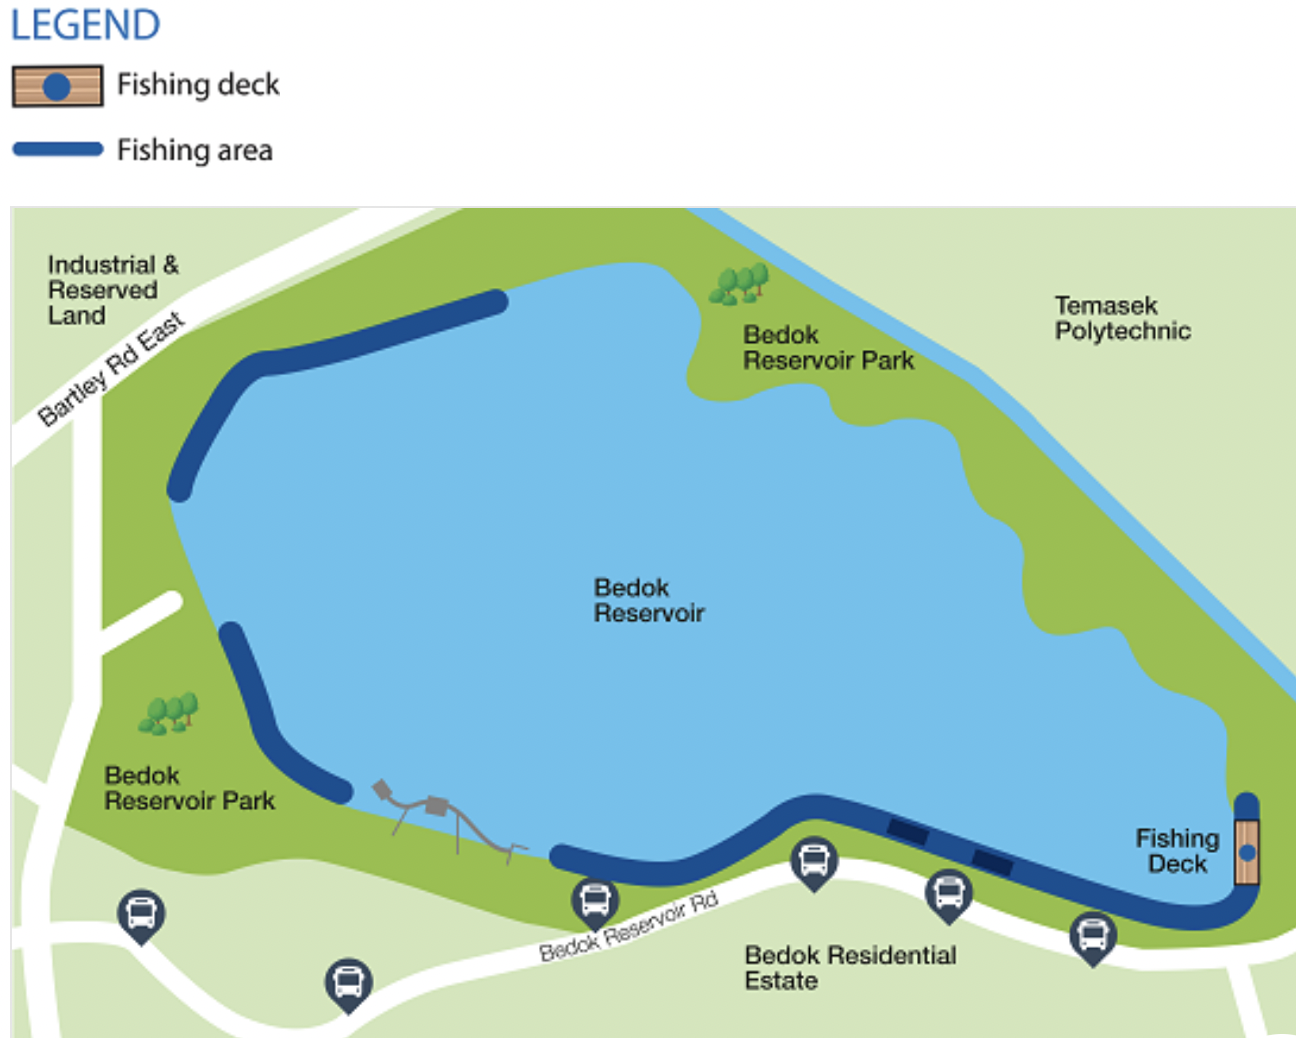 LEGEND
Fishing deck
Fishing area
Industrial &
Reserved
Land
Bartley Rd East
Bedok
Reservoir Park
Temasek
Polytechnic
Bedok
Reservoir
Bedok
Reservoir Park
Fishing
Deck
Bedok Reservoir Rd
Bedok Residential
Estate